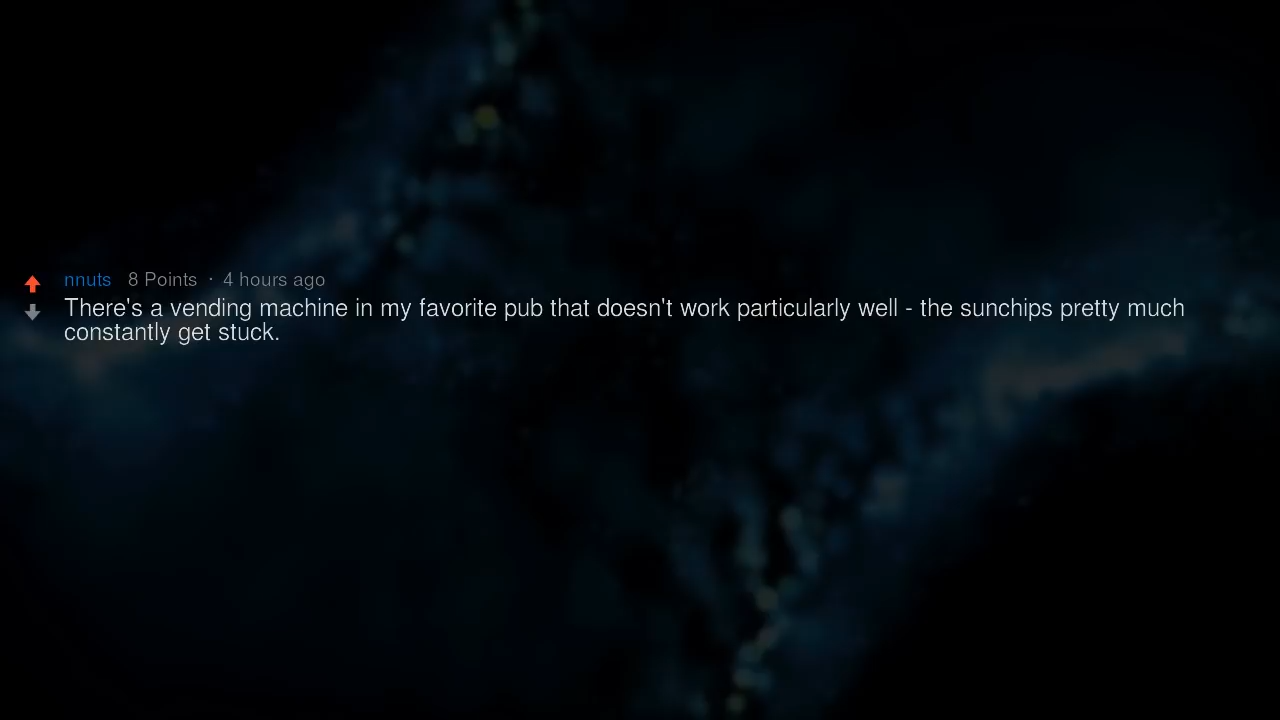 nnuts 8 Points · 4 hours ago
There's a vending machine in my favorite pub that doesn't work particularly well - the sunchips pretty much
constantly get stuck.